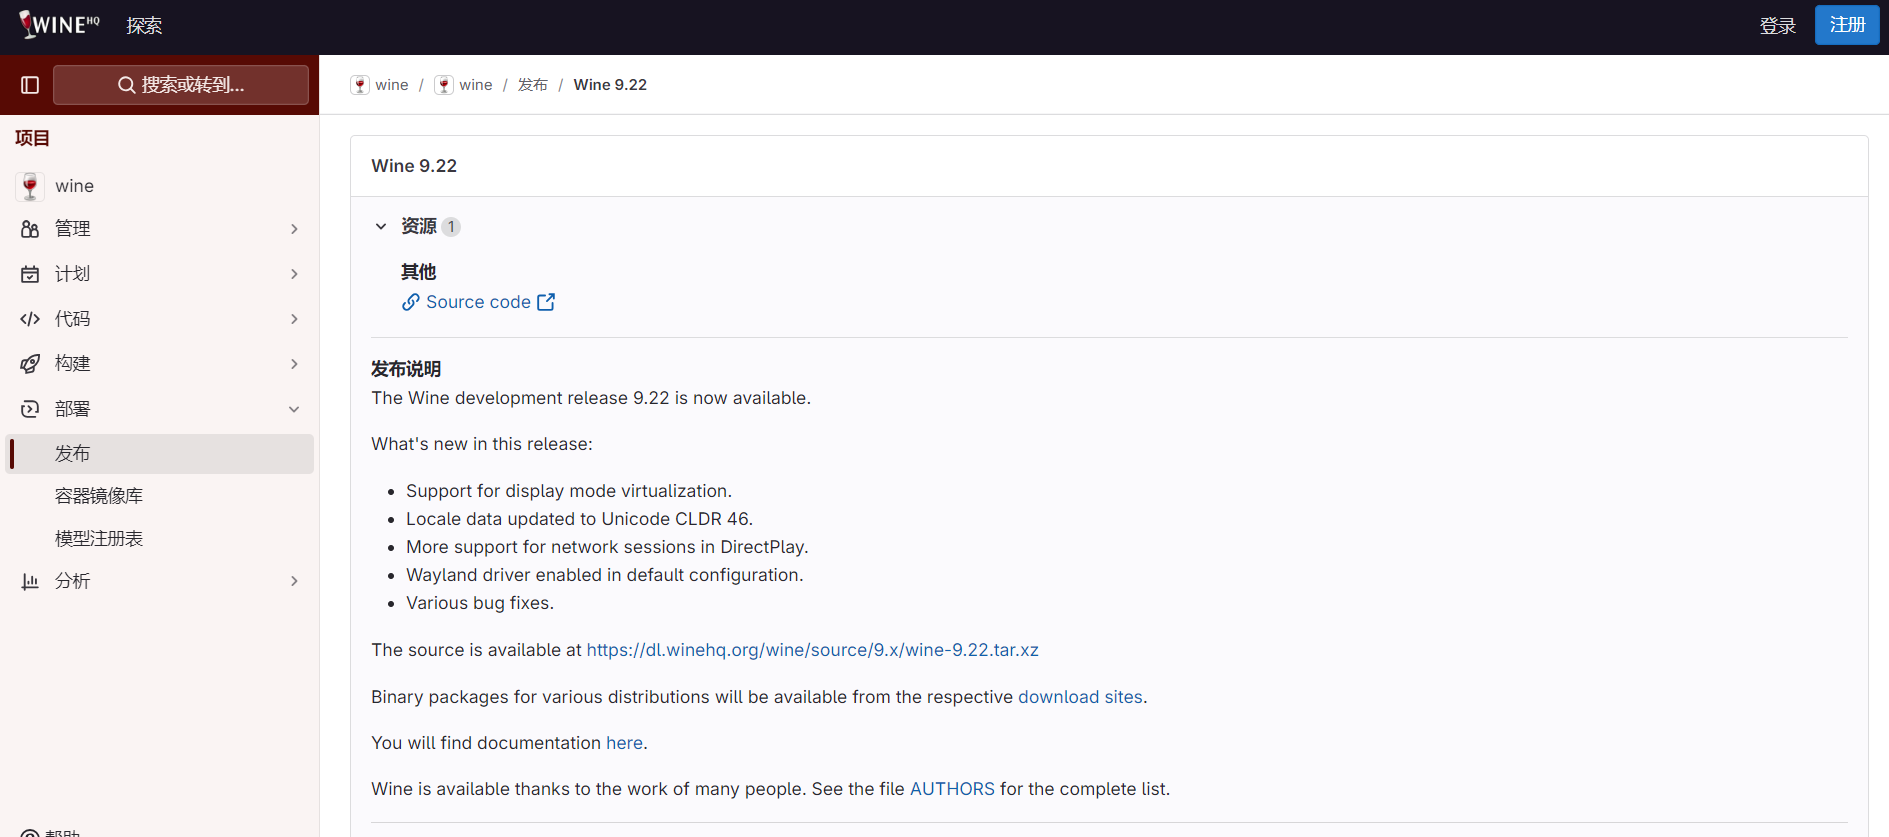 WINEHQ 探索 登录 注册
搜索或转到...
wine / wine / 发布 / Wine 9.22
项目
wine
管理
计划
代码
构建
部署
发布
容器镜像库
模型注册表
分析
帮助
Wine 9.22
资源 1
其他
Source code
发布说明
The Wine development release 9.22 is now available.
What's new in this release:
• Support for display mode virtualization.
• Locale data updated to Unicode CLDR 46.
• More support for network sessions in DirectPlay.
• Wayland driver enabled in default configuration.
• Various bug fixes.
The source is available at https://dl.winehq.org/wine/source/9.x/wine-9.22.tar.xz
Binary packages for various distributions will be available from the respective download sites.
You will find documentation here.
Wine is available thanks to the work of many people. See the file AUTHORS for the complete list.